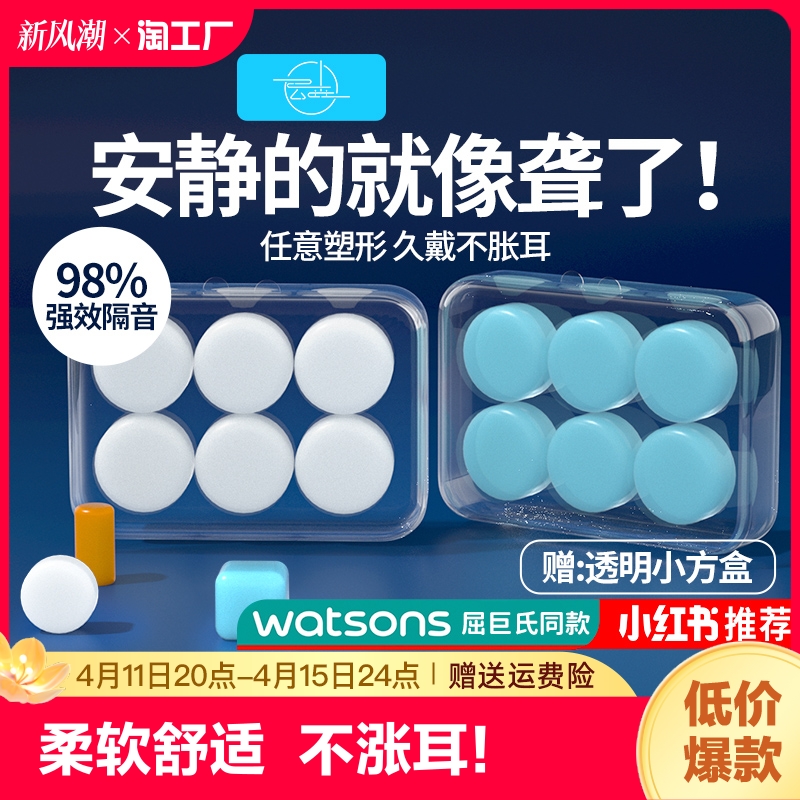 新风潮×淘工厂
安静的就像聋了！
任意塑形 久戴不胀耳
98%
强效隔音
赠:透明小方盒
watsons 屈臣氏同款
小红书推荐
4月11日20点-4月15日24点 | 赠送运费险
低价
爆款
柔软舒适 不涨耳!